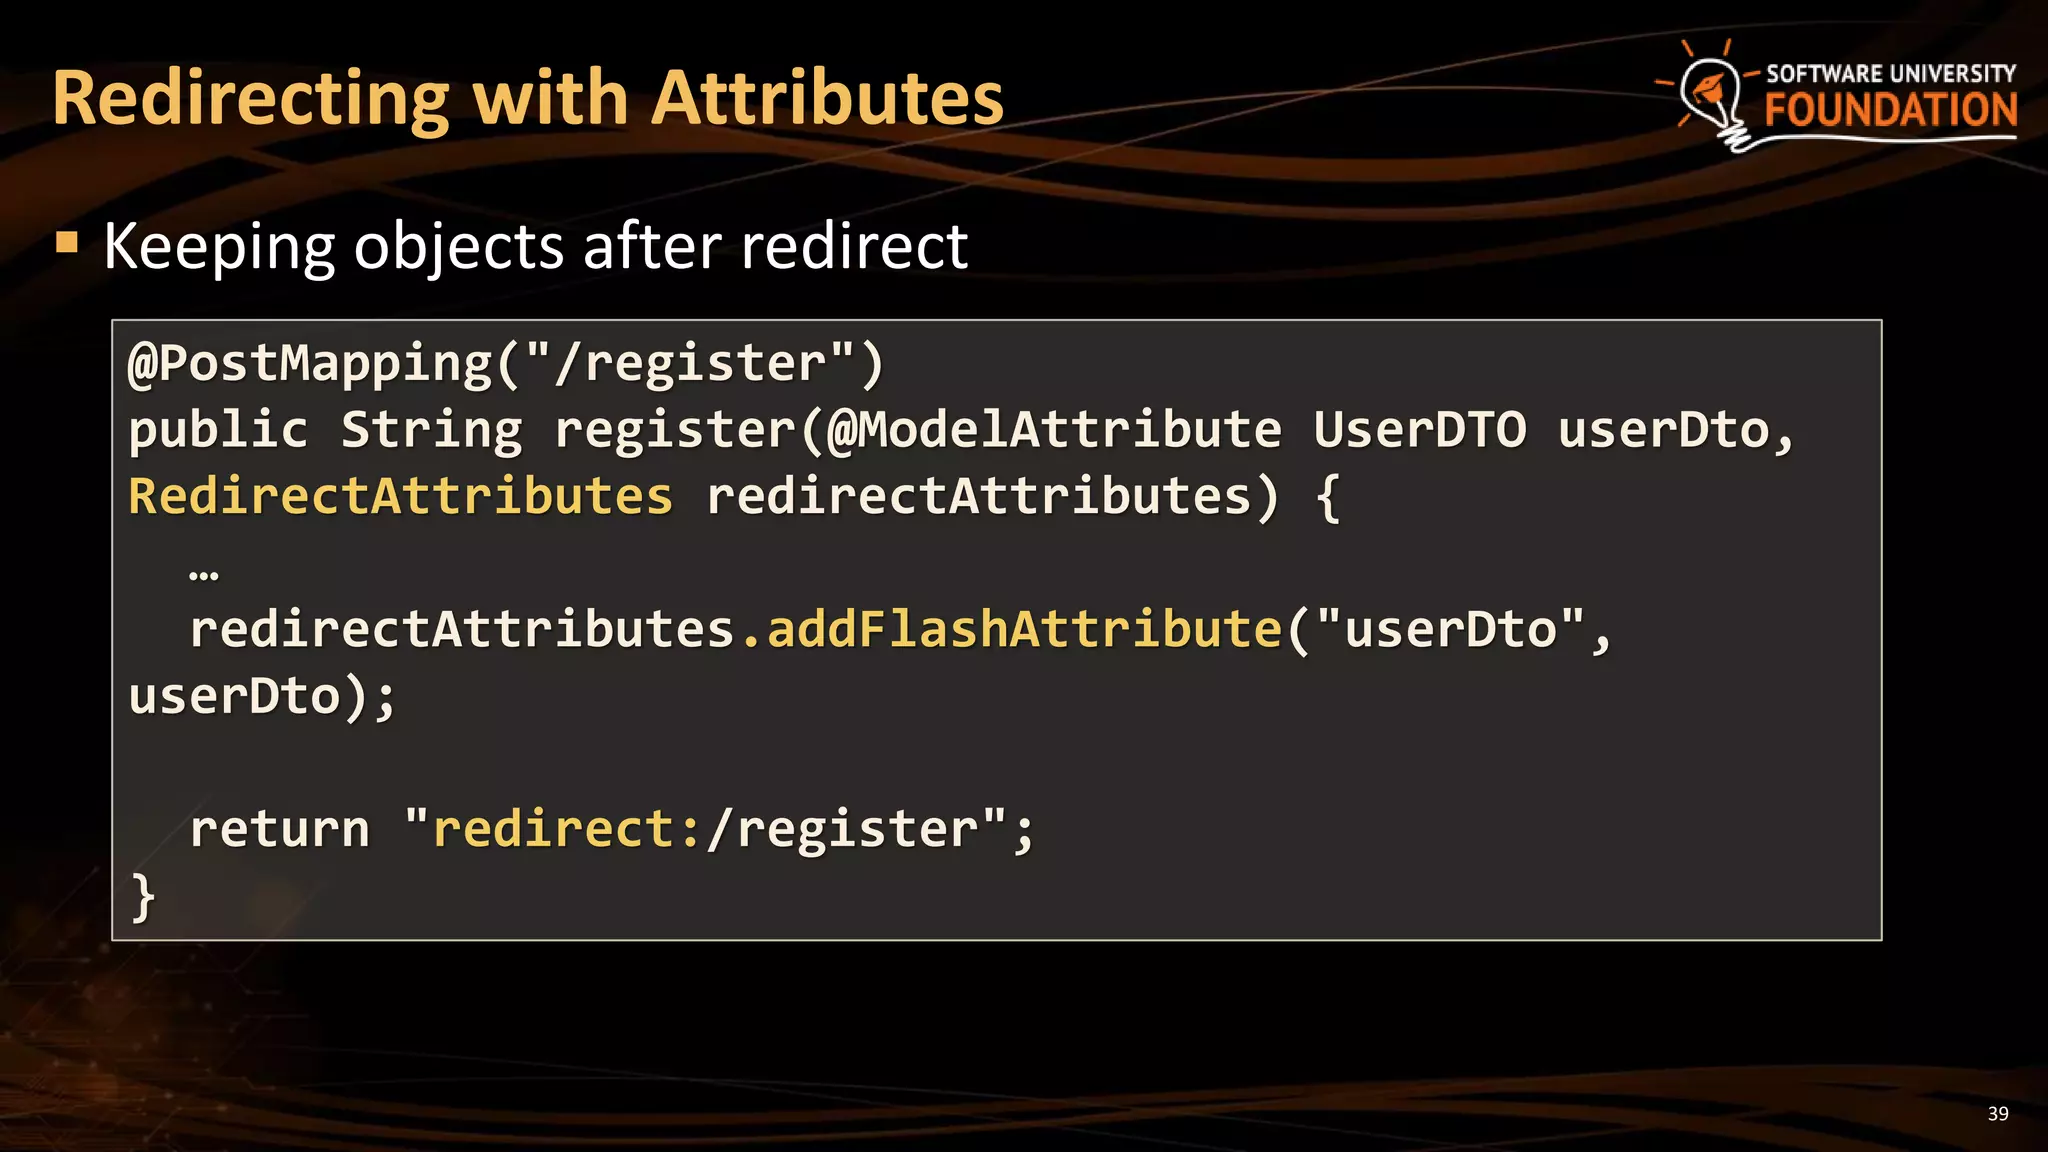 Redirecting with Attributes
SOFTWARE UNIVERSITY
FOUNDATION
▪ Keeping objects after redirect
@PostMapping("/register")
public String register(@ModelAttribute UserDTO userDto,
RedirectAttributes redirectAttributes) {
  …
  redirectAttributes.addFlashAttribute("userDto",
userDto);
  return "redirect:/register";
}
39